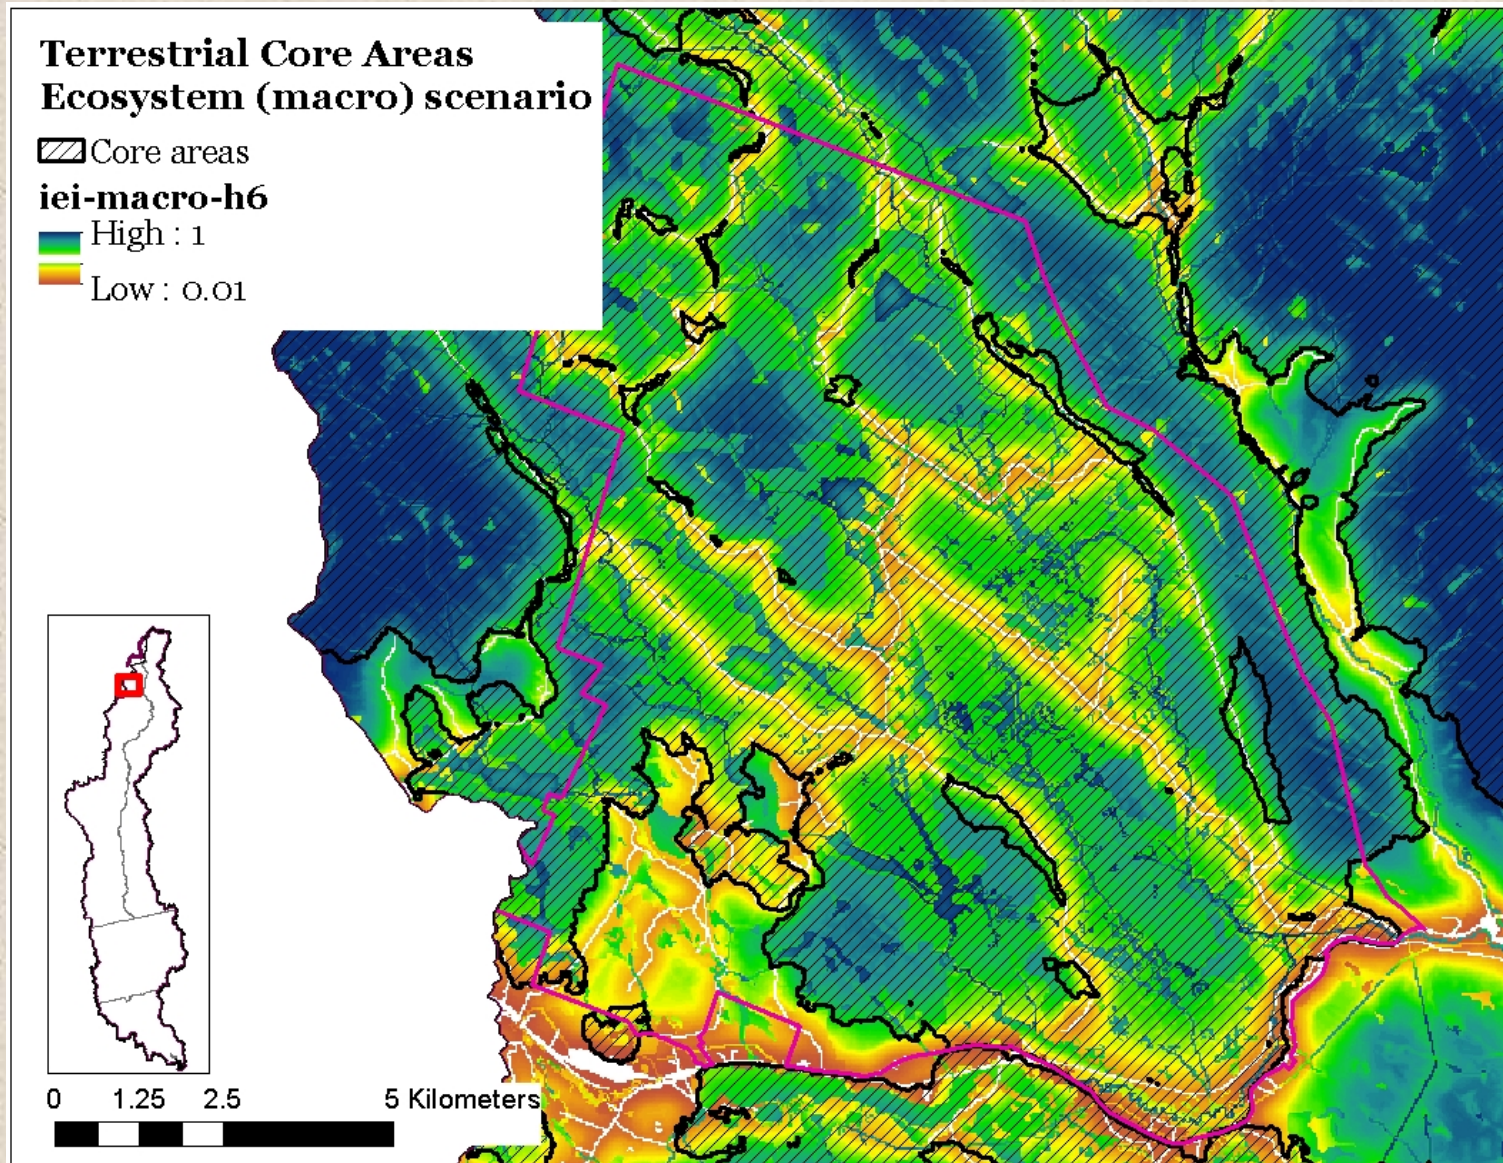 Terrestrial Core Areas
Ecosystem (macro) scenario
Core areas
iei-macro-h6
High : 1
Low : 0.01
0 1.25 2.5 5 Kilometers